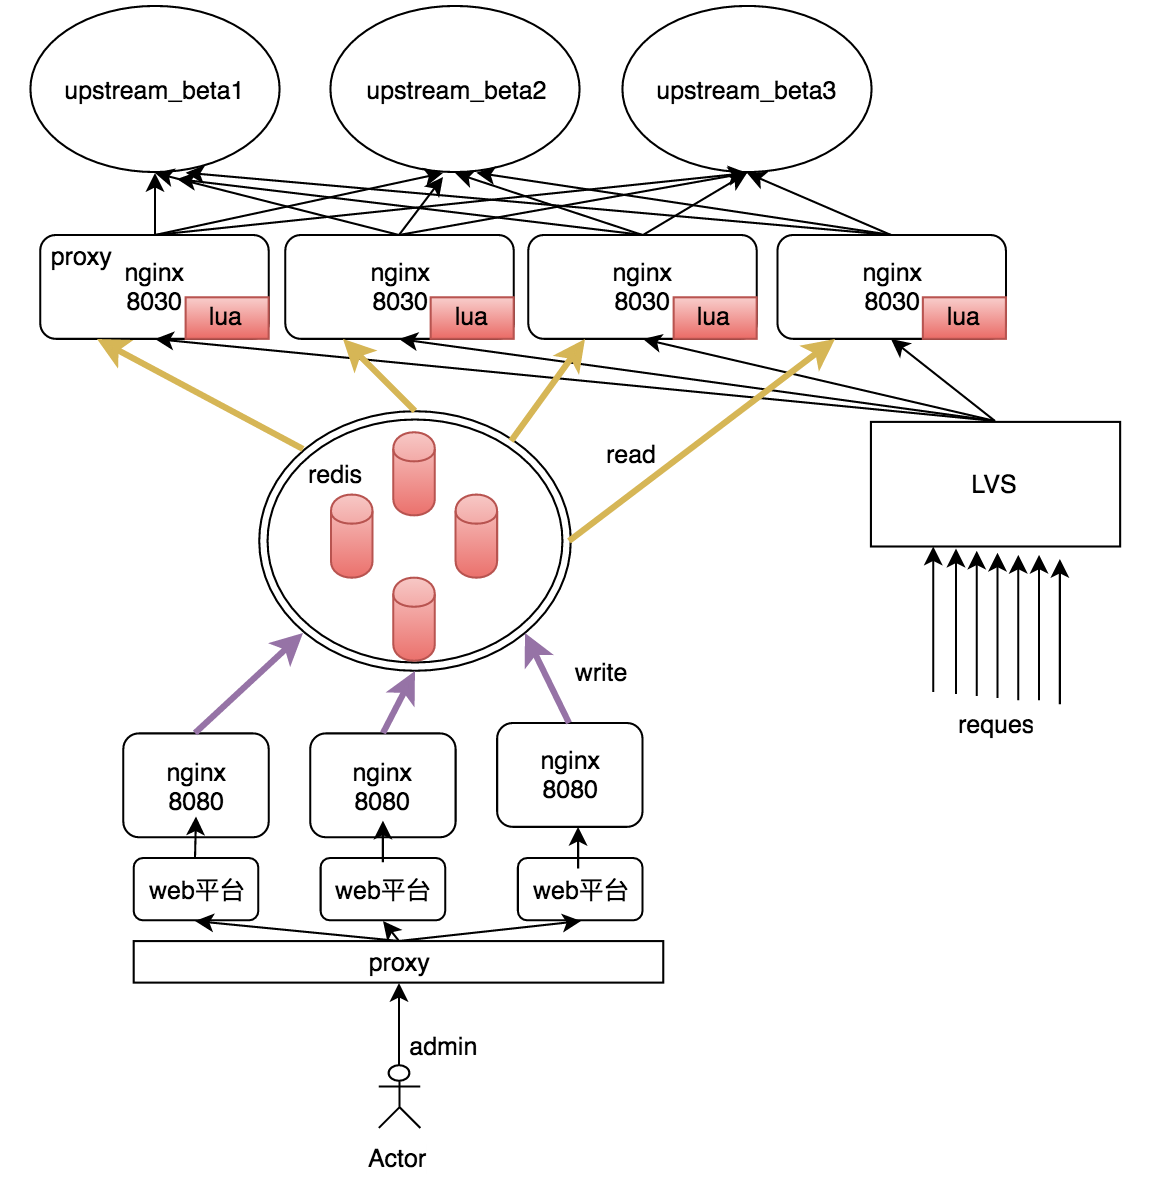 upstream_beta1
upstream_beta2
upstream_beta3
proxy
nginx
8030
lua
nginx
8030
lua
nginx
8030
lua
nginx
8030
lua
redis
read
LVS
write
reques
nginx
8080
nginx
8080
nginx
8080
web平台
web平台
web平台
proxy
admin
Actor